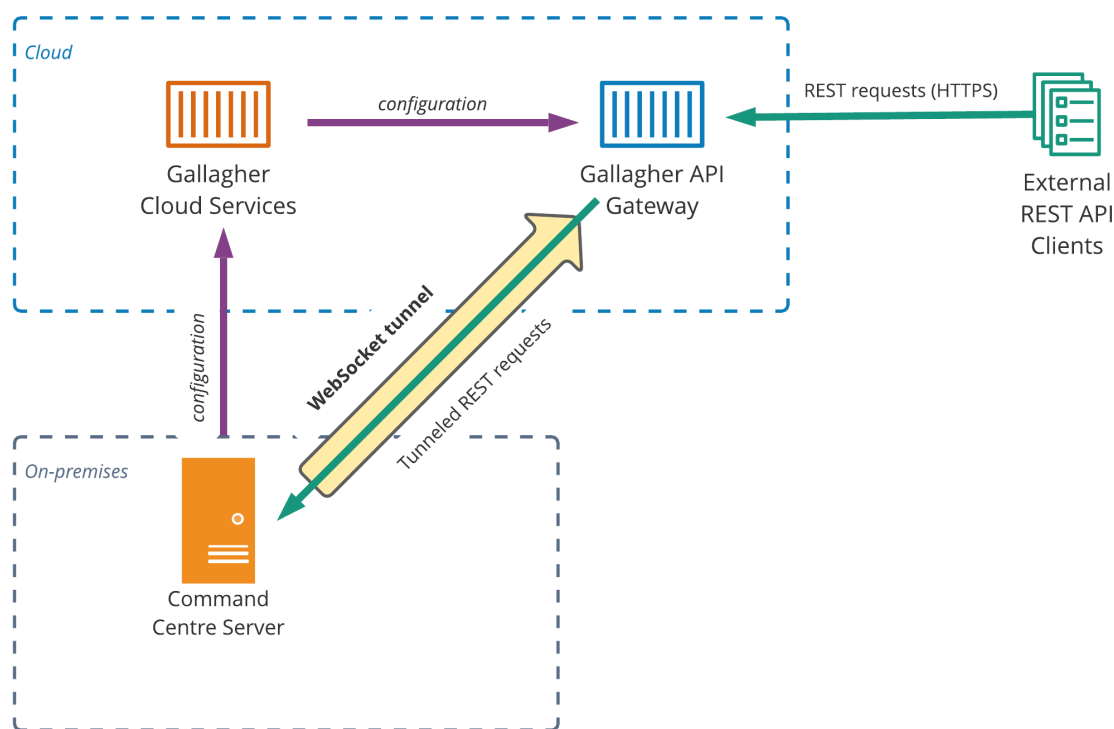 Cloud
configuration
REST requests (HTTPS)
Gallagher
Cloud Services
Gallagher API
Gateway
External
REST API
Clients
configuration
WebSocket tunnel
Tunneled REST requests
On-premises
Command
Centre Server